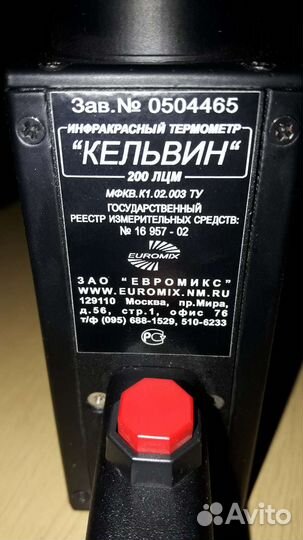 Зав.№ 0504465
ИНФРАКРАСНЫЙ ТЕРМОМЕТР
"КЕЛЬВИН"
200 ЛЦМ
МФКВ.К1.02.003 ТУ
ГОСУДАРСТВЕННЫЙ
РЕЕСТР ИЗМЕРИТЕЛЬНЫХ СРЕДСТВ:
№ 16 957 - 02
EUROMIX
ЗАО "ЕВРОМИКС"
WWW.EUROMIX.NM.RU
129110 Москва, пр.Мира,
д.56, стр.1, офис 76
т/ф (095) 688-1529, 510-6233
РС
Avito